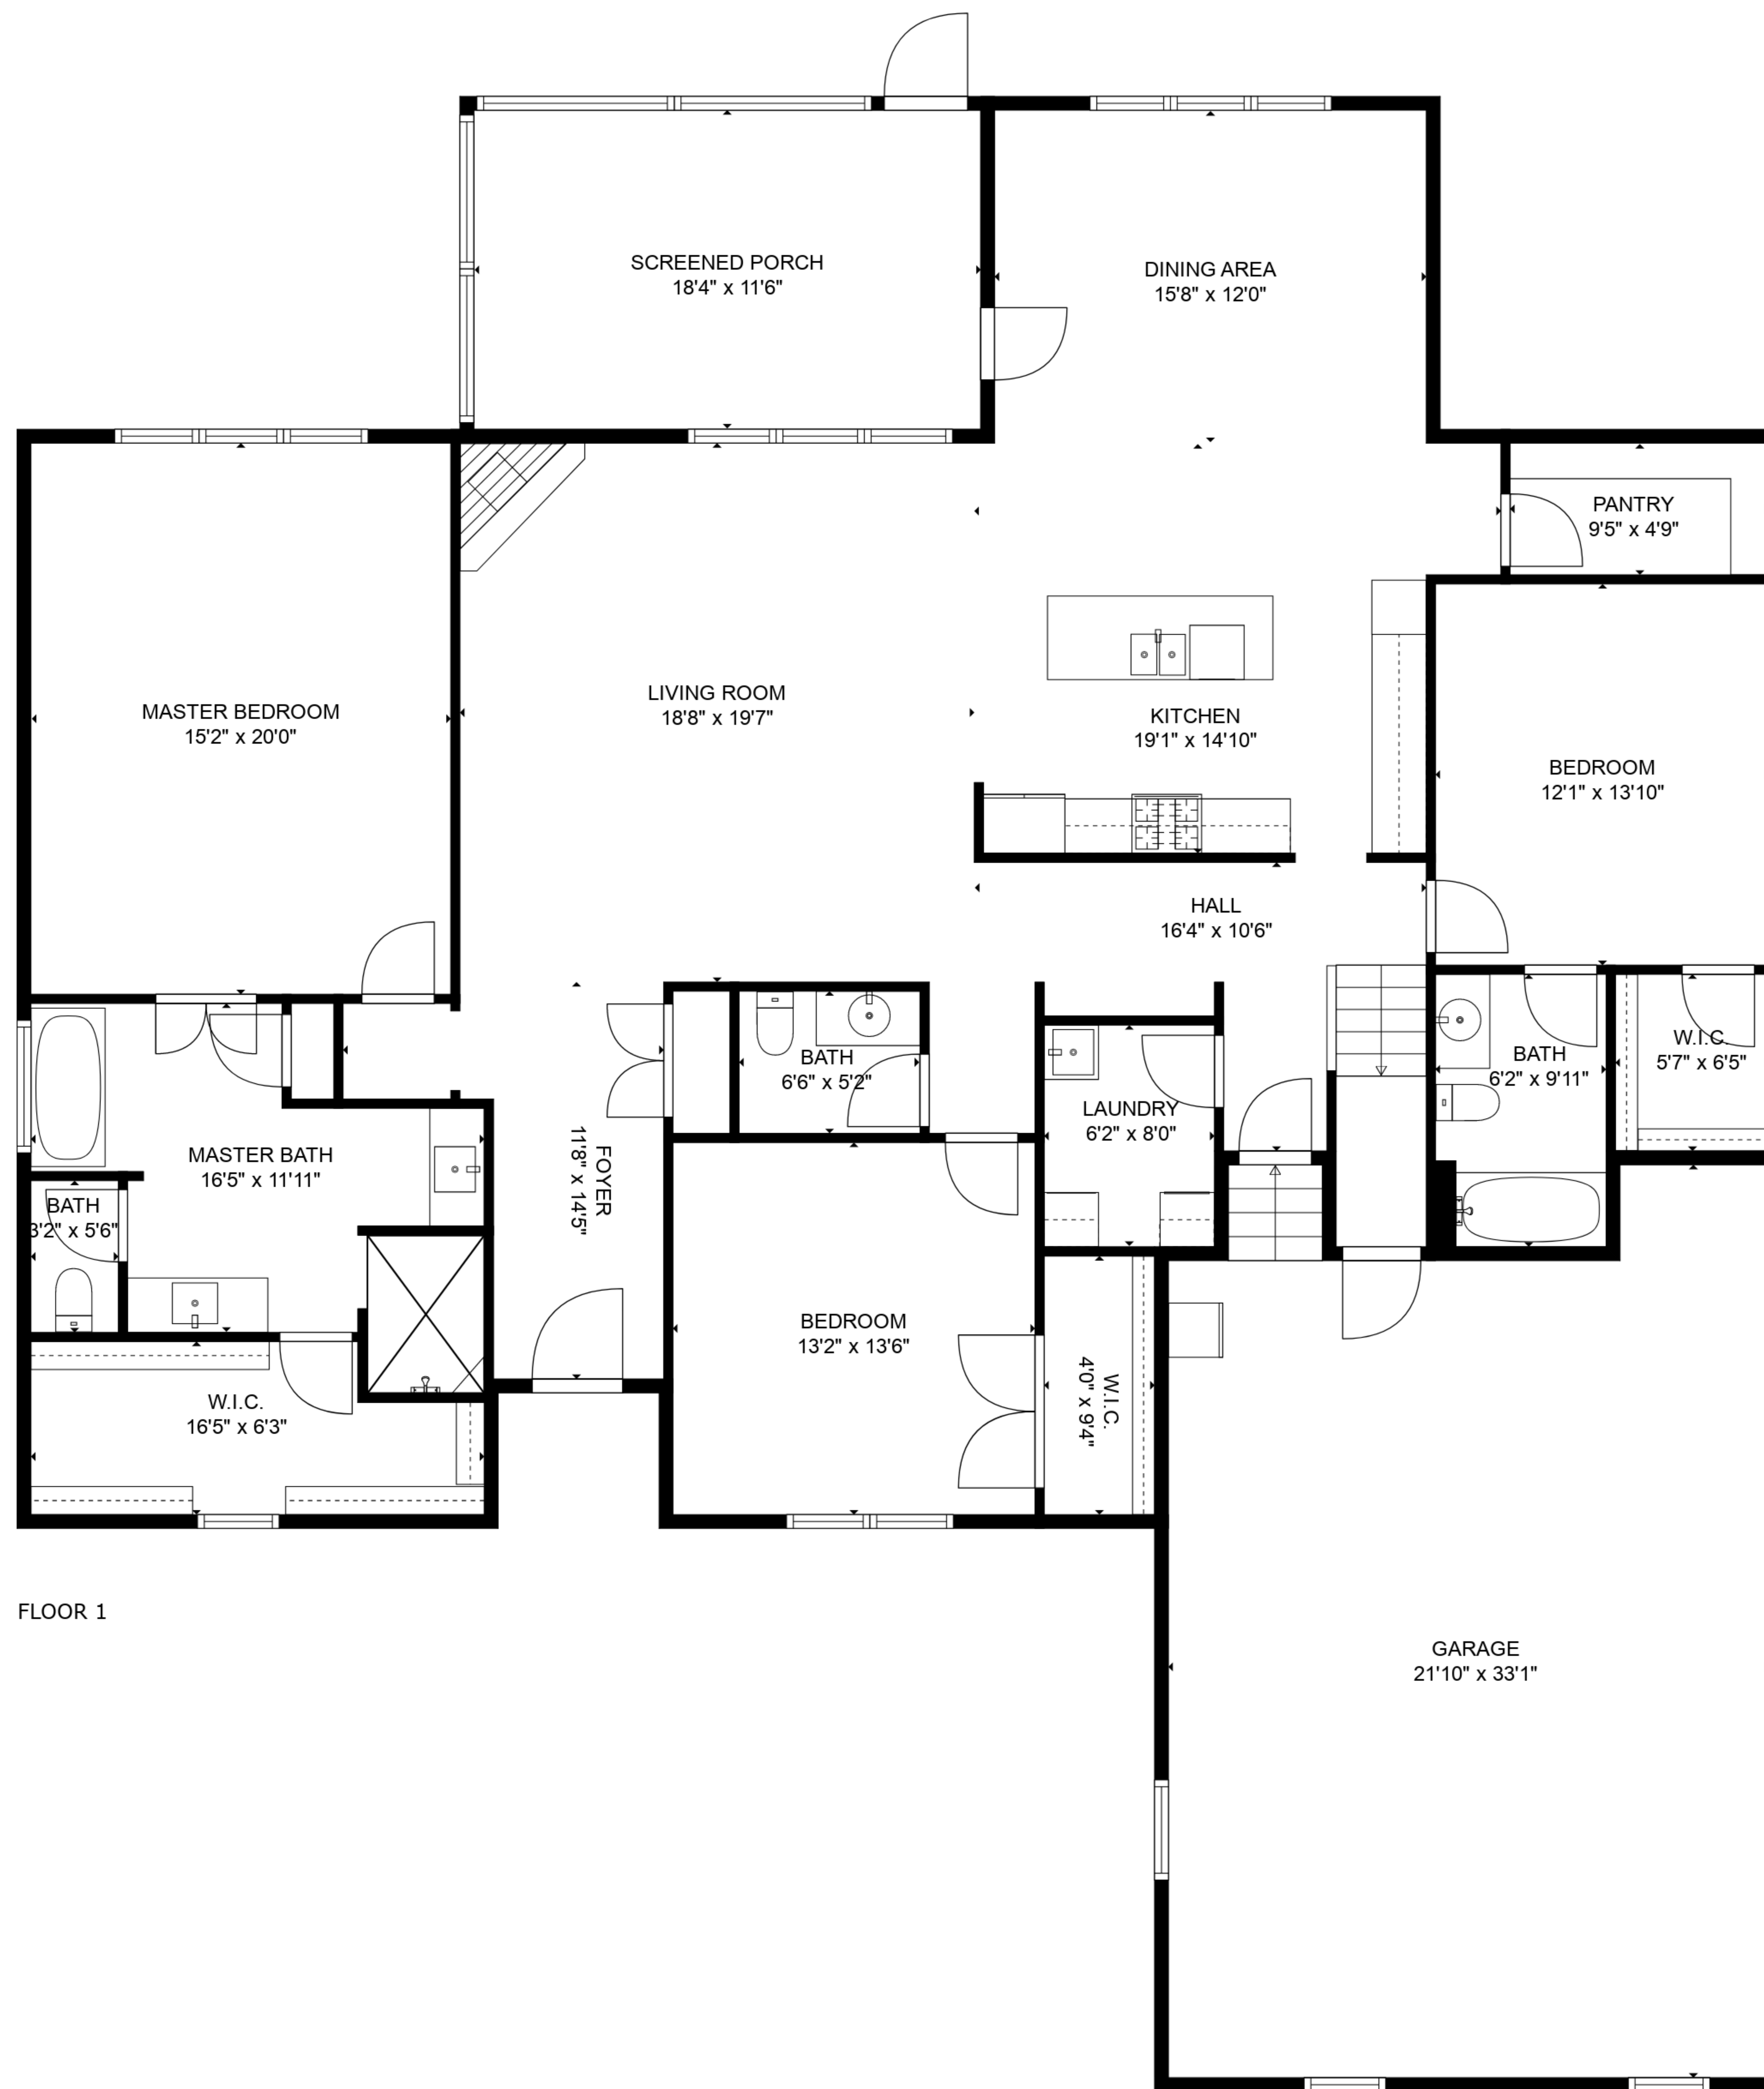 SCREENED PORCH
18'4" x 11'6"
DINING AREA
15'8" x 12'0"
PANTRY
9'5" x 4'9"
MASTER BEDROOM
15'2" x 20'0"
LIVING ROOM
18'8" x 19'7"
KITCHEN
19'1" x 14'10"
BEDROOM
12'1" x 13'10"
HALL
16'4" x 10'6"
BATH
6'6" x 5'2"
LAUNDRY
6'2" x 8'0"
BATH
6'2" x 9'11"
W.I.C.
5'7" x 6'5"
MASTER BATH
16'5" x 11'11"
BATH
3'2" x 5'6"
FOYER
11'8" x 14'5"
BEDROOM
13'2" x 13'6"
W.I.C.
4'0" x 9'4"
W.I.C.
16'5" x 6'3"
FLOOR 1
GARAGE
21'10" x 33'1"